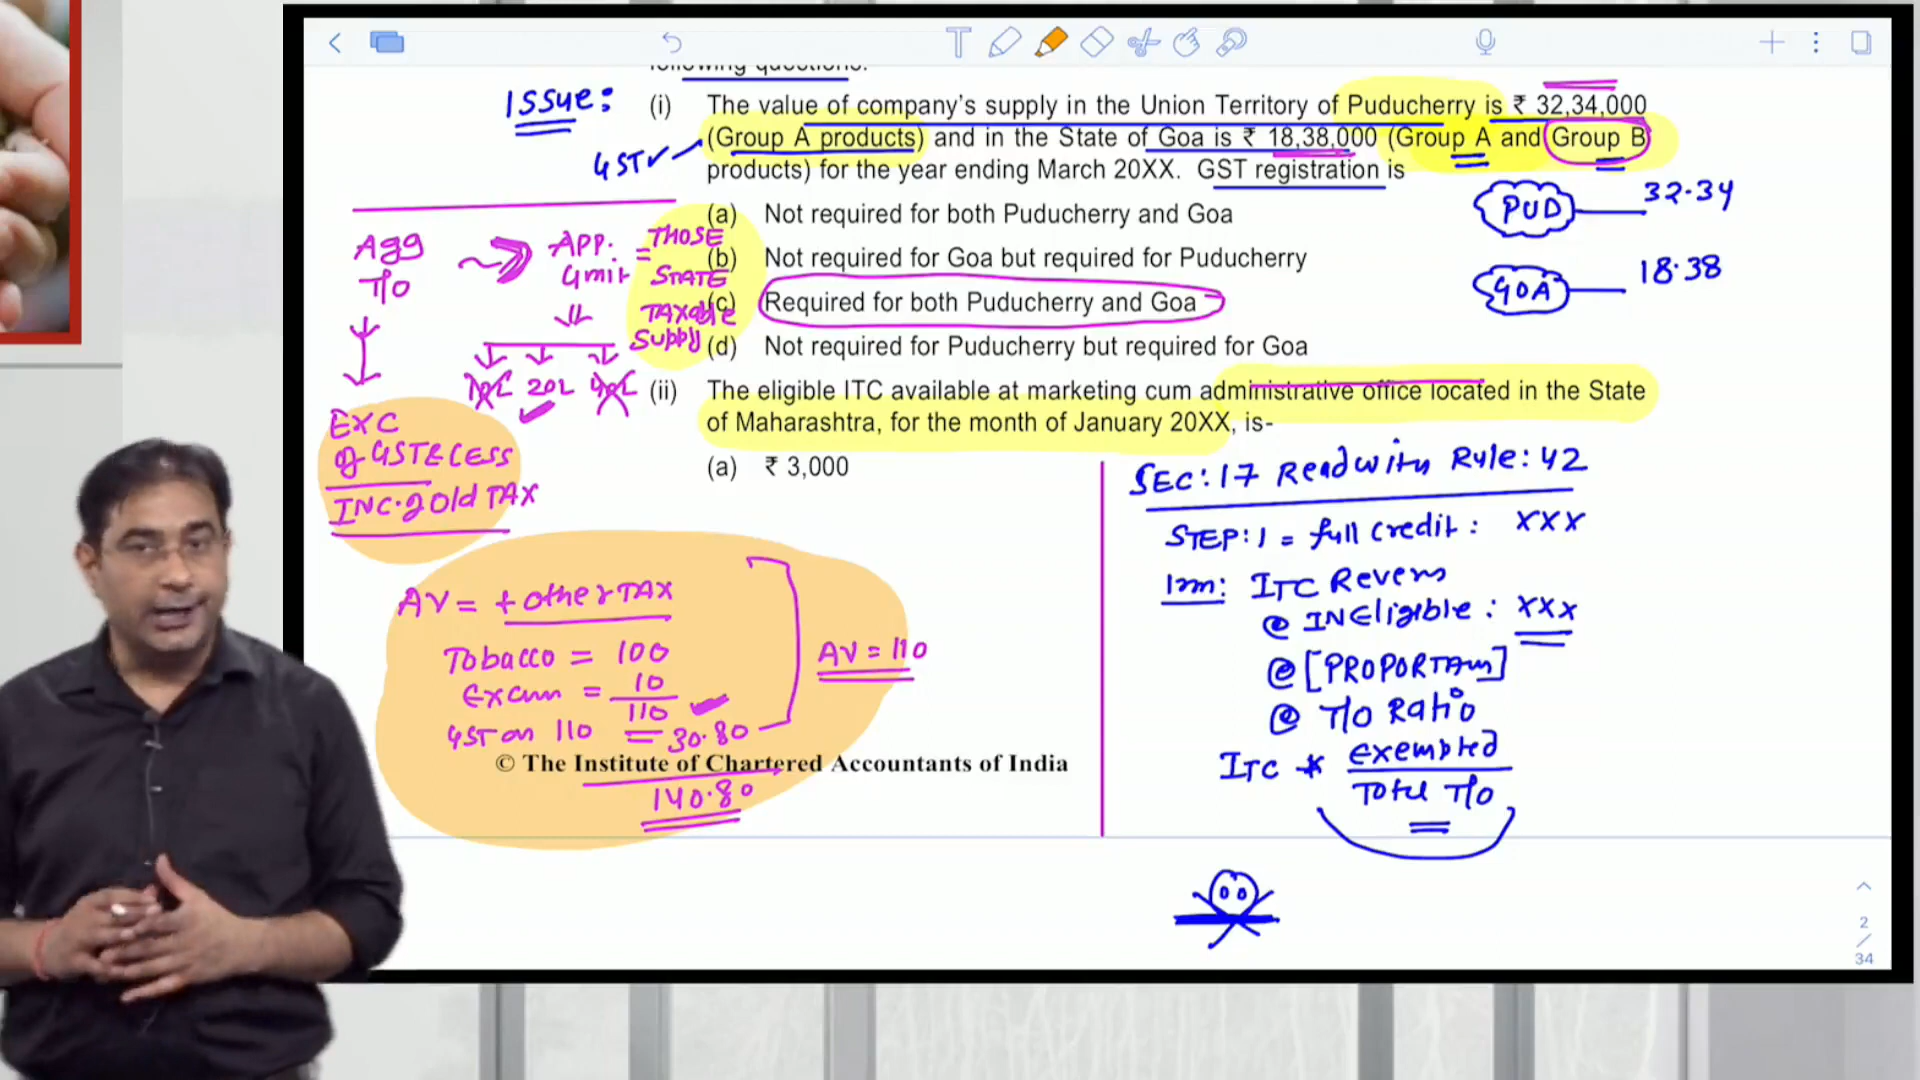 following questions.
ISSUE:
(i) The value of company's supply in the Union Territory of Puducherry is ₹ 32,34,000
(Group A products) and in the State of Goa is ₹ 18,38,000 (Group A and Group B
GST✓
products) for the year ending March 20XX. GST registration is
(a) Not required for both Puducherry and Goa
(b) Not required for Goa but required for Puducherry
(c) Required for both Puducherry and Goa
(d) Not required for Puducherry but required for Goa
PUD 32.34
GOA 18.38
Agg
T/o
APP.
limit
= THOSE
STATE
TAXable
Supply
10L 20L 40L
EXC
of GST & CESS
INC. of Old TAX
(ii) The eligible ITC available at marketing cum administrative office located in the State
of Maharashtra, for the month of January 20XX, is-
(a) ₹ 3,000
AV = + other TAX
Tobacco = 100
= 10
110
GST on 110 = 30.80
140.80
AV = 110
SEC: 17 Read with Rule: 42
STEP: 1 = full credit: XXX
ITC Revers
@ INEligible: XXX
@ T/O Ratio
ITC * exempted
Total T/o
© The Institute of Chartered Accountants of India
2
/
34